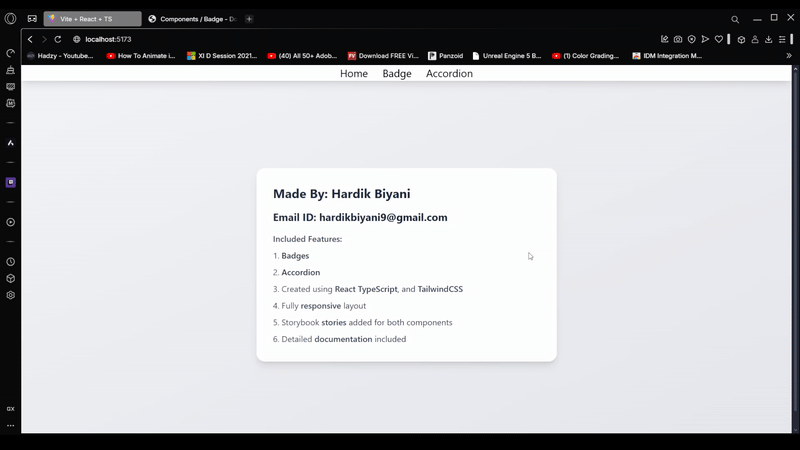 Vite + React + TS
Components / Badge - Do
localhost:5173
Hadzy - Youtube...
How To Animate i...
XI D Session 2021...
(40) All 50+ Adob...
Download FREE Vi...
Panzoid
Unreal Engine 5 B...
(1) Color Grading...
IDM Integration M...
Home Badge Accordion
Made By: Hardik Biyani
Email ID: hardikbiyani9@gmail.com
Included Features:
1. Badges
2. Accordion
3. Created using React TypeScript, and TailwindCSS
4. Fully responsive layout
5. Storybook stories added for both components
6. Detailed documentation included
GX